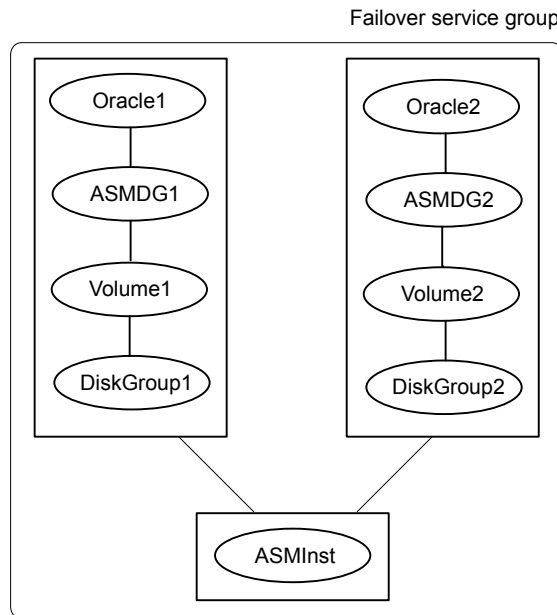 Failover service group
Oracle1
ASMDG1
Volume1
DiskGroup1
Oracle2
ASMDG2
Volume2
DiskGroup2
ASMInst